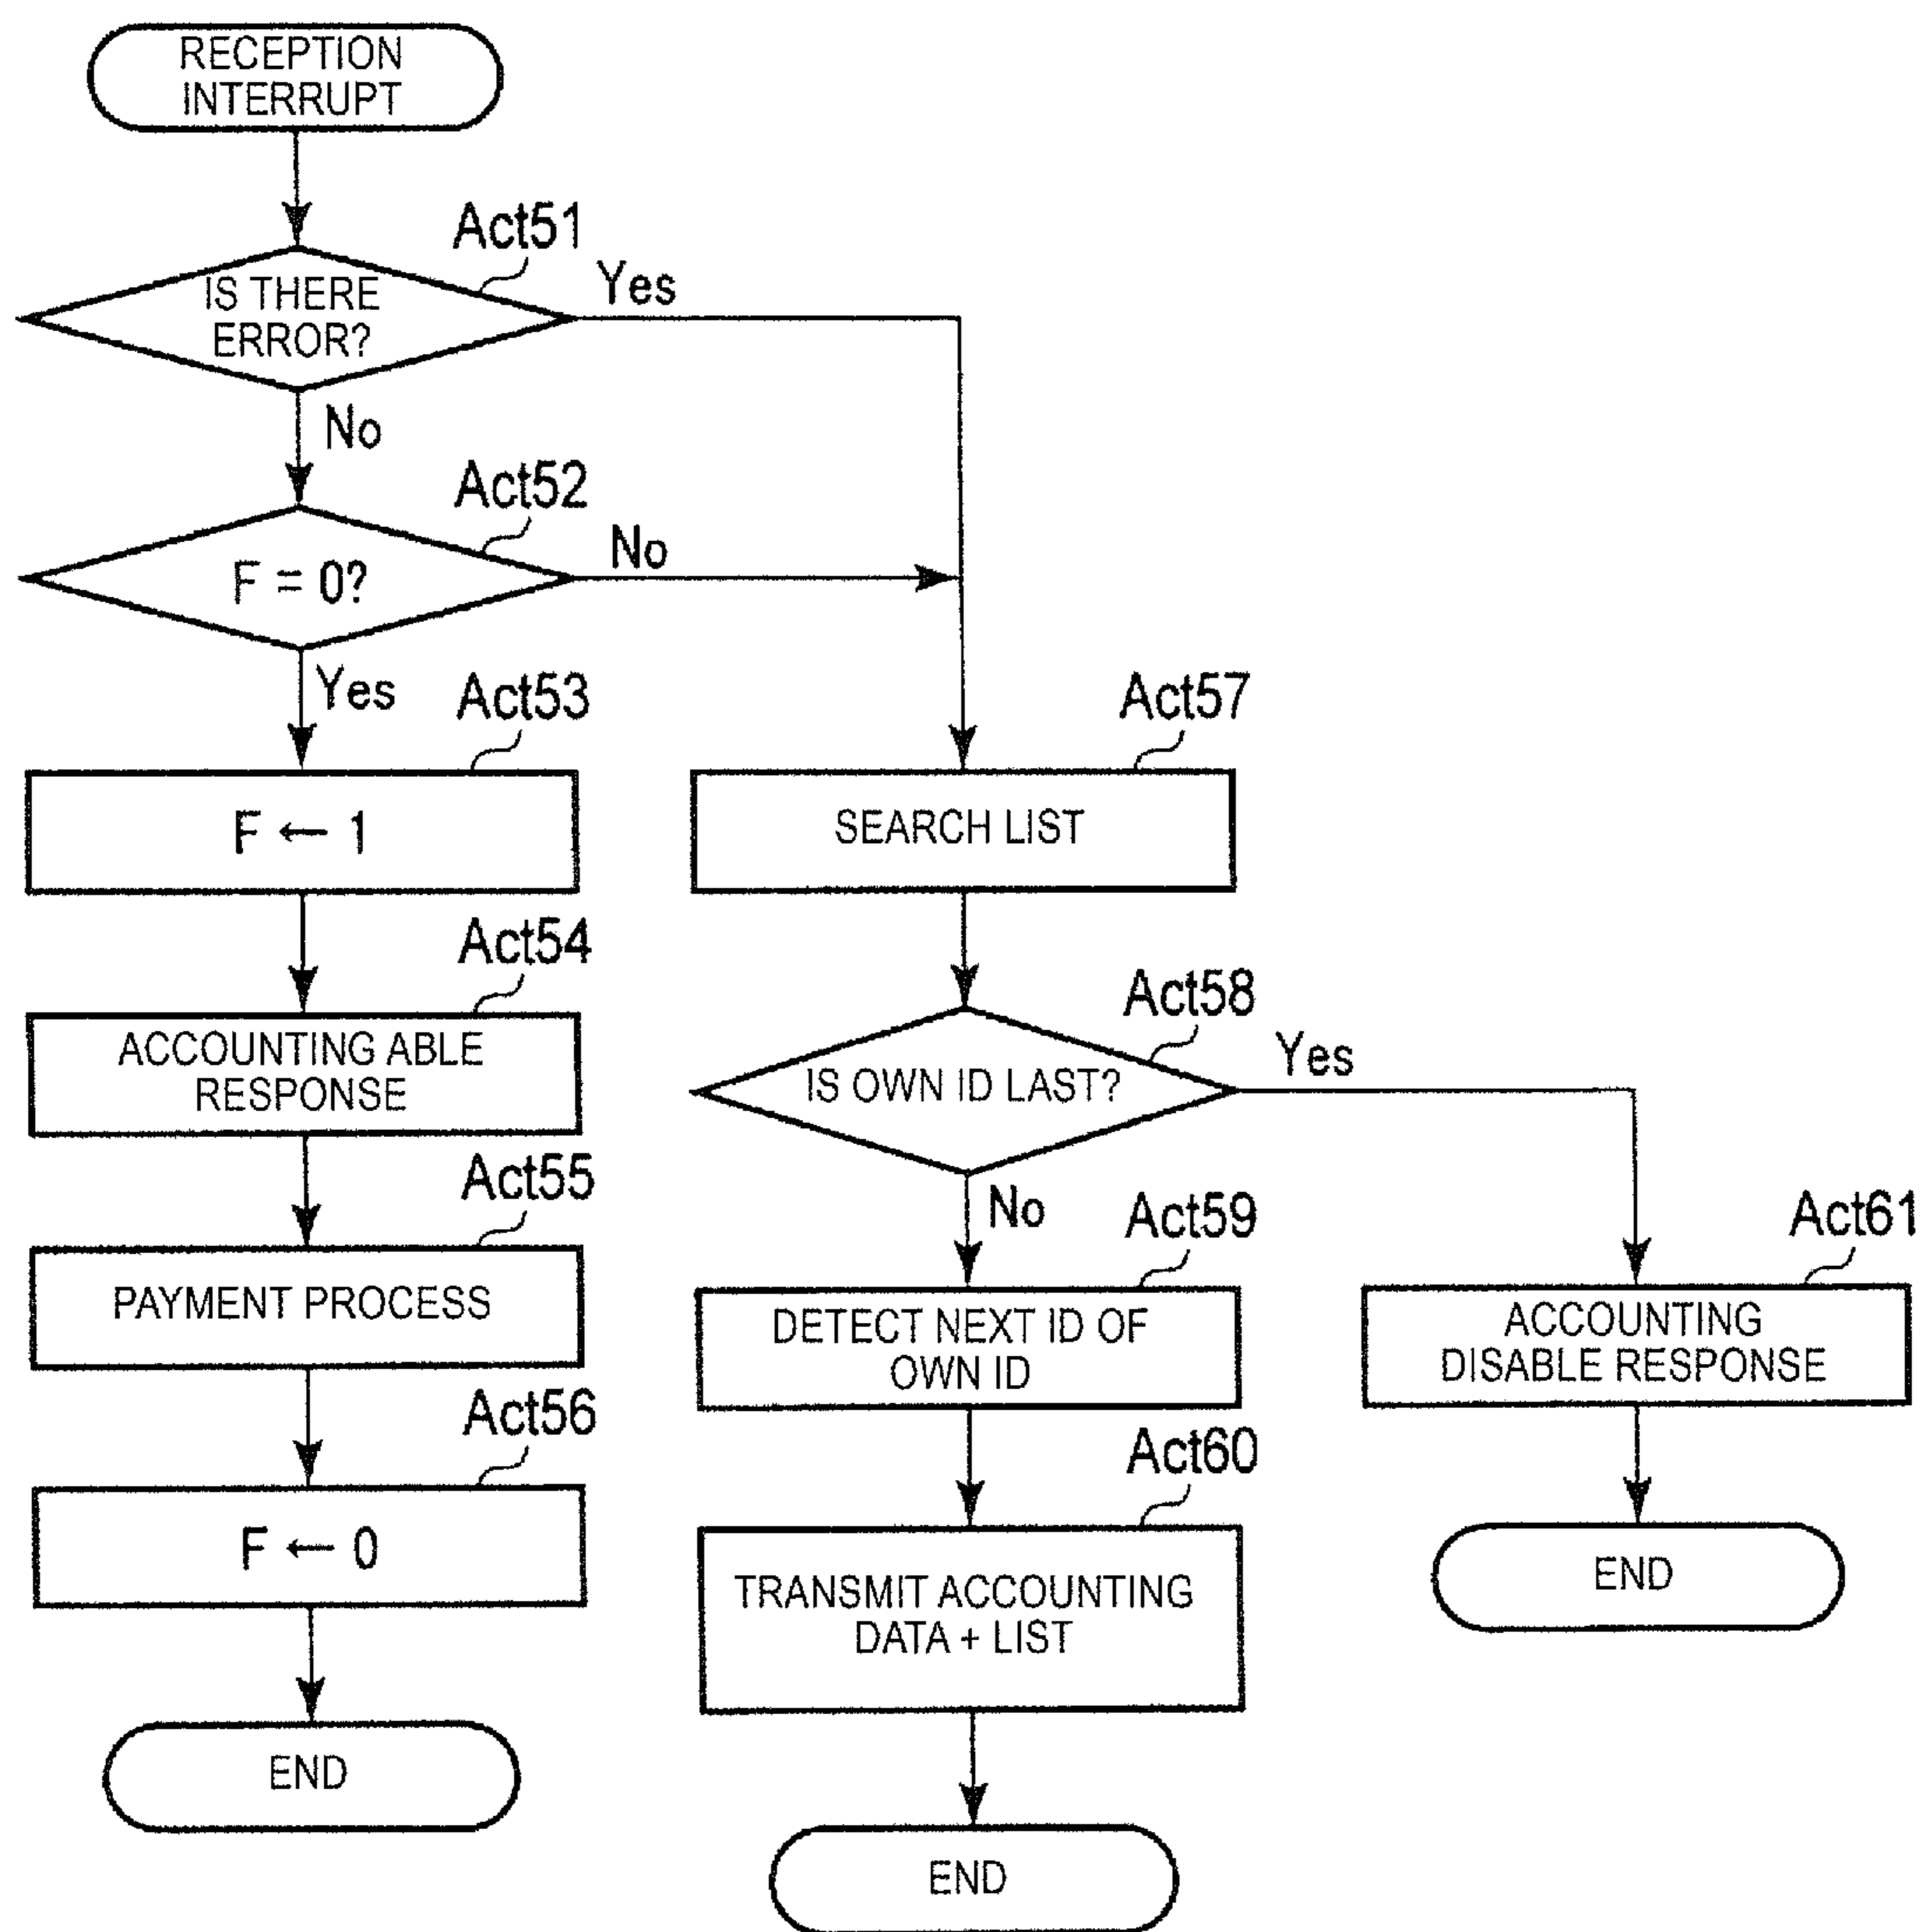 RECEPTION
INTERRUPT
Act51
IS THERE
ERROR?
Yes
No
Act52
F = 0?
No
Yes
Act53
F ← 1
Act54
ACCOUNTING ABLE
RESPONSE
Act55
PAYMENT PROCESS
Act56
F ← 0
END
Act57
SEARCH LIST
Act58
IS OWN ID LAST?
Yes
No
Act59
DETECT NEXT ID OF
OWN ID
Act60
TRANSMIT ACCOUNTING
DATA + LIST
END
Act61
ACCOUNTING
DISABLE RESPONSE
END